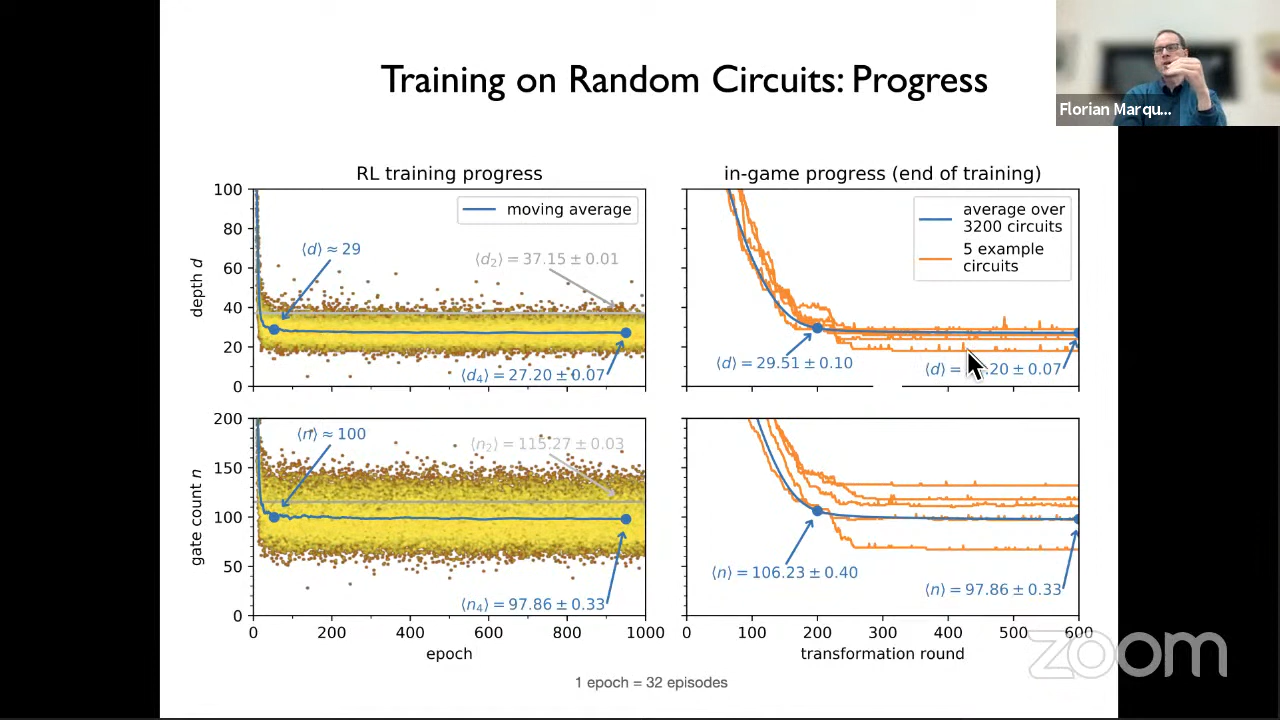 Training on Random Circuits: Progress
Florian Marqu...
RL training progress
100
80
60
40
20
0
depth d
moving average
⟨d⟩ ≈ 29
⟨d₂⟩ = 37.15 ± 0.01
⟨d₄⟩ = 27.20 ± 0.07
in-game progress (end of training)
average over
3200 circuits
5 example
circuits
⟨d⟩ = 29.51 ± 0.10
⟨d⟩ = .20 ± 0.07
200
150
100
50
0
gate count n
⟨n⟩ ≈ 100
⟨n₂⟩ = 115.27 ± 0.03
⟨n₄⟩ = 97.86 ± 0.33
0 200 400 600 800 1000
epoch
⟨n⟩ = 106.23 ± 0.40
⟨n⟩ = 97.86 ± 0.33
0 100 200 300 400 500 600
transformation round
zoom
1 epoch = 32 episodes